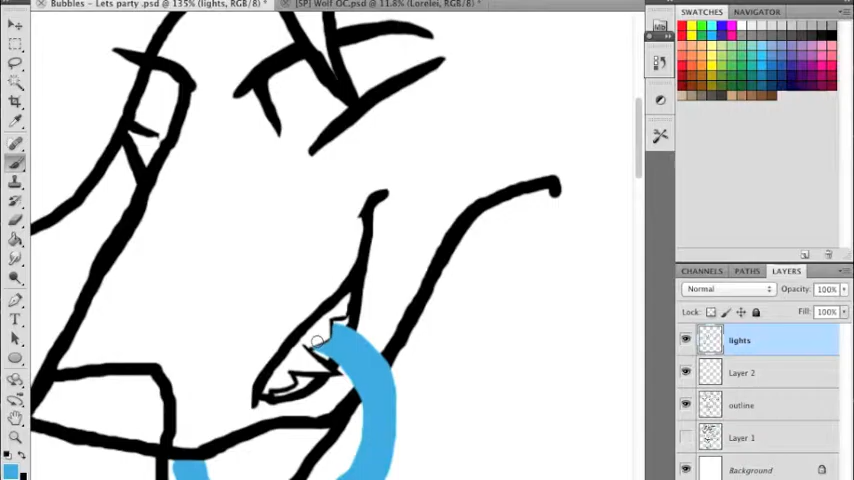 Bubbles - Lets party .psd @ 135% (lights, RGB/8) *
[SP] Wolf OC.psd @ 11.8% (Lorelei, RGB/8) *
SWATCHES
NAVIGATOR
Mb
CHANNELS
PATHS
LAYERS
Normal
Opacity: 100%
Lock:
Fill: 100%
lights
Layer 2
outline
Layer 1
Background